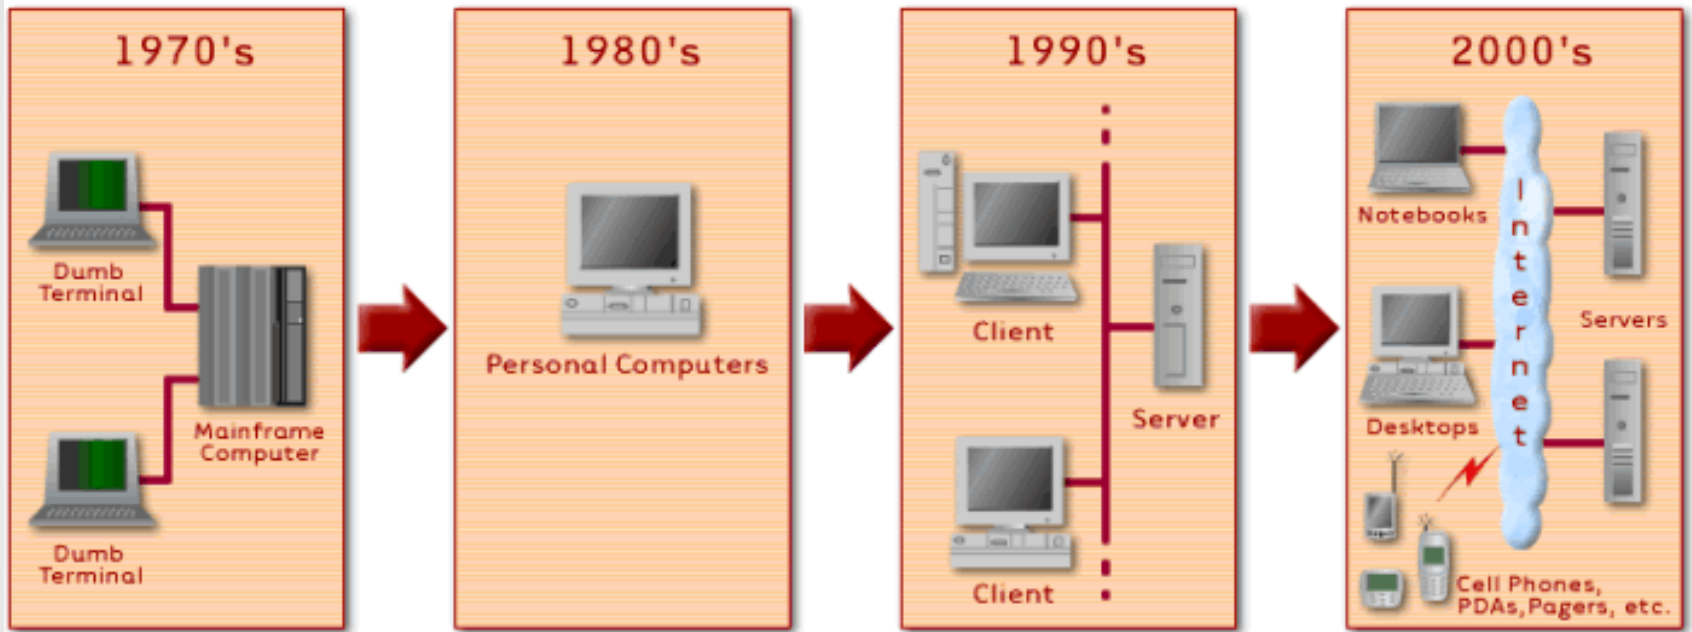 1970's
Dumb
Terminal
Mainframe
Computer
Dumb
Terminal
1980's
Personal Computers
1990's
Client
Server
Client
2000's
Notebooks
Internet
Servers
Desktops
Cell Phones,
PDAs,Pagers, etc.